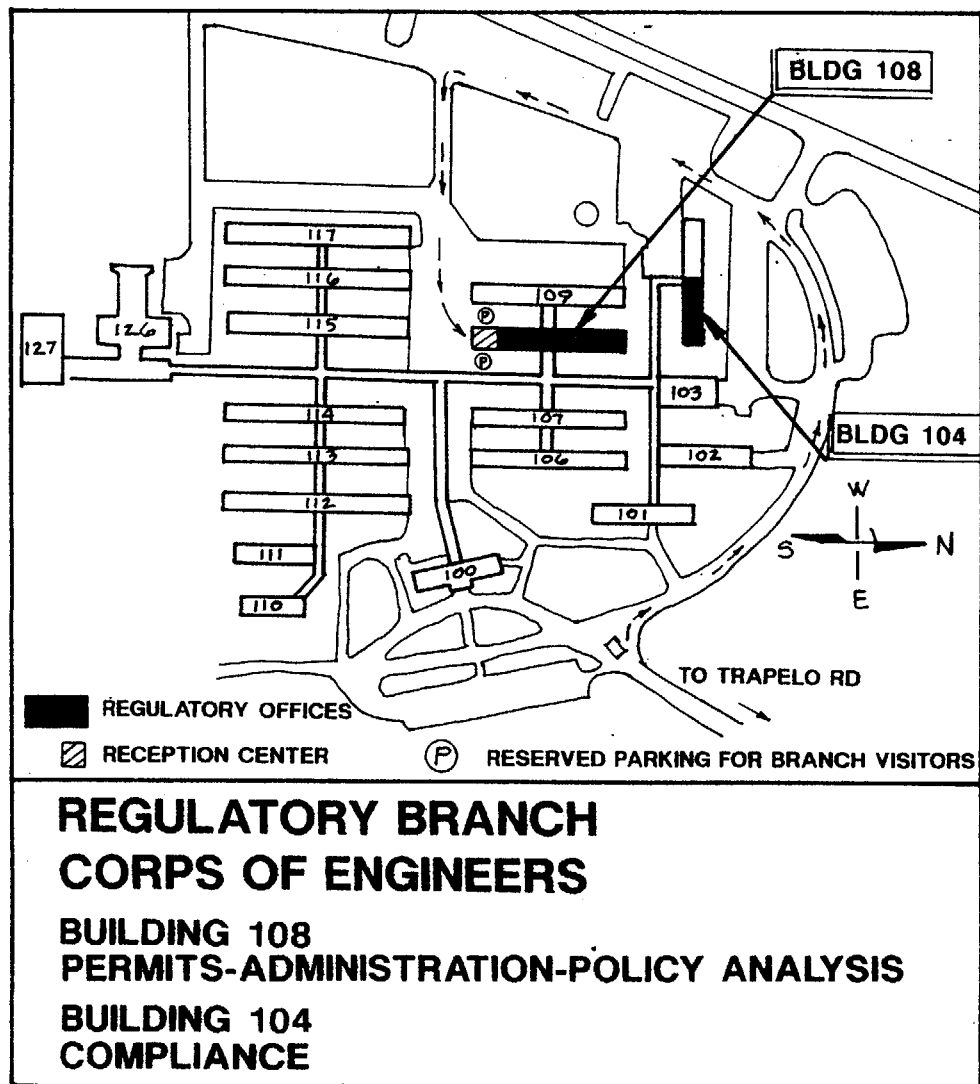 BLDG 108
117
116
109
115
P
126
127
P
103
114
107
BLDG 104
113
106
102
112
101
W
S
N
111
100
E
110
TO TRAPELO RD
REGULATORY OFFICES
RECEPTION CENTER
P RESERVED PARKING FOR BRANCH VISITORS
REGULATORY BRANCH
CORPS OF ENGINEERS
BUILDING 108
PERMITS-ADMINISTRATION-POLICY ANALYSIS
BUILDING 104
COMPLIANCE